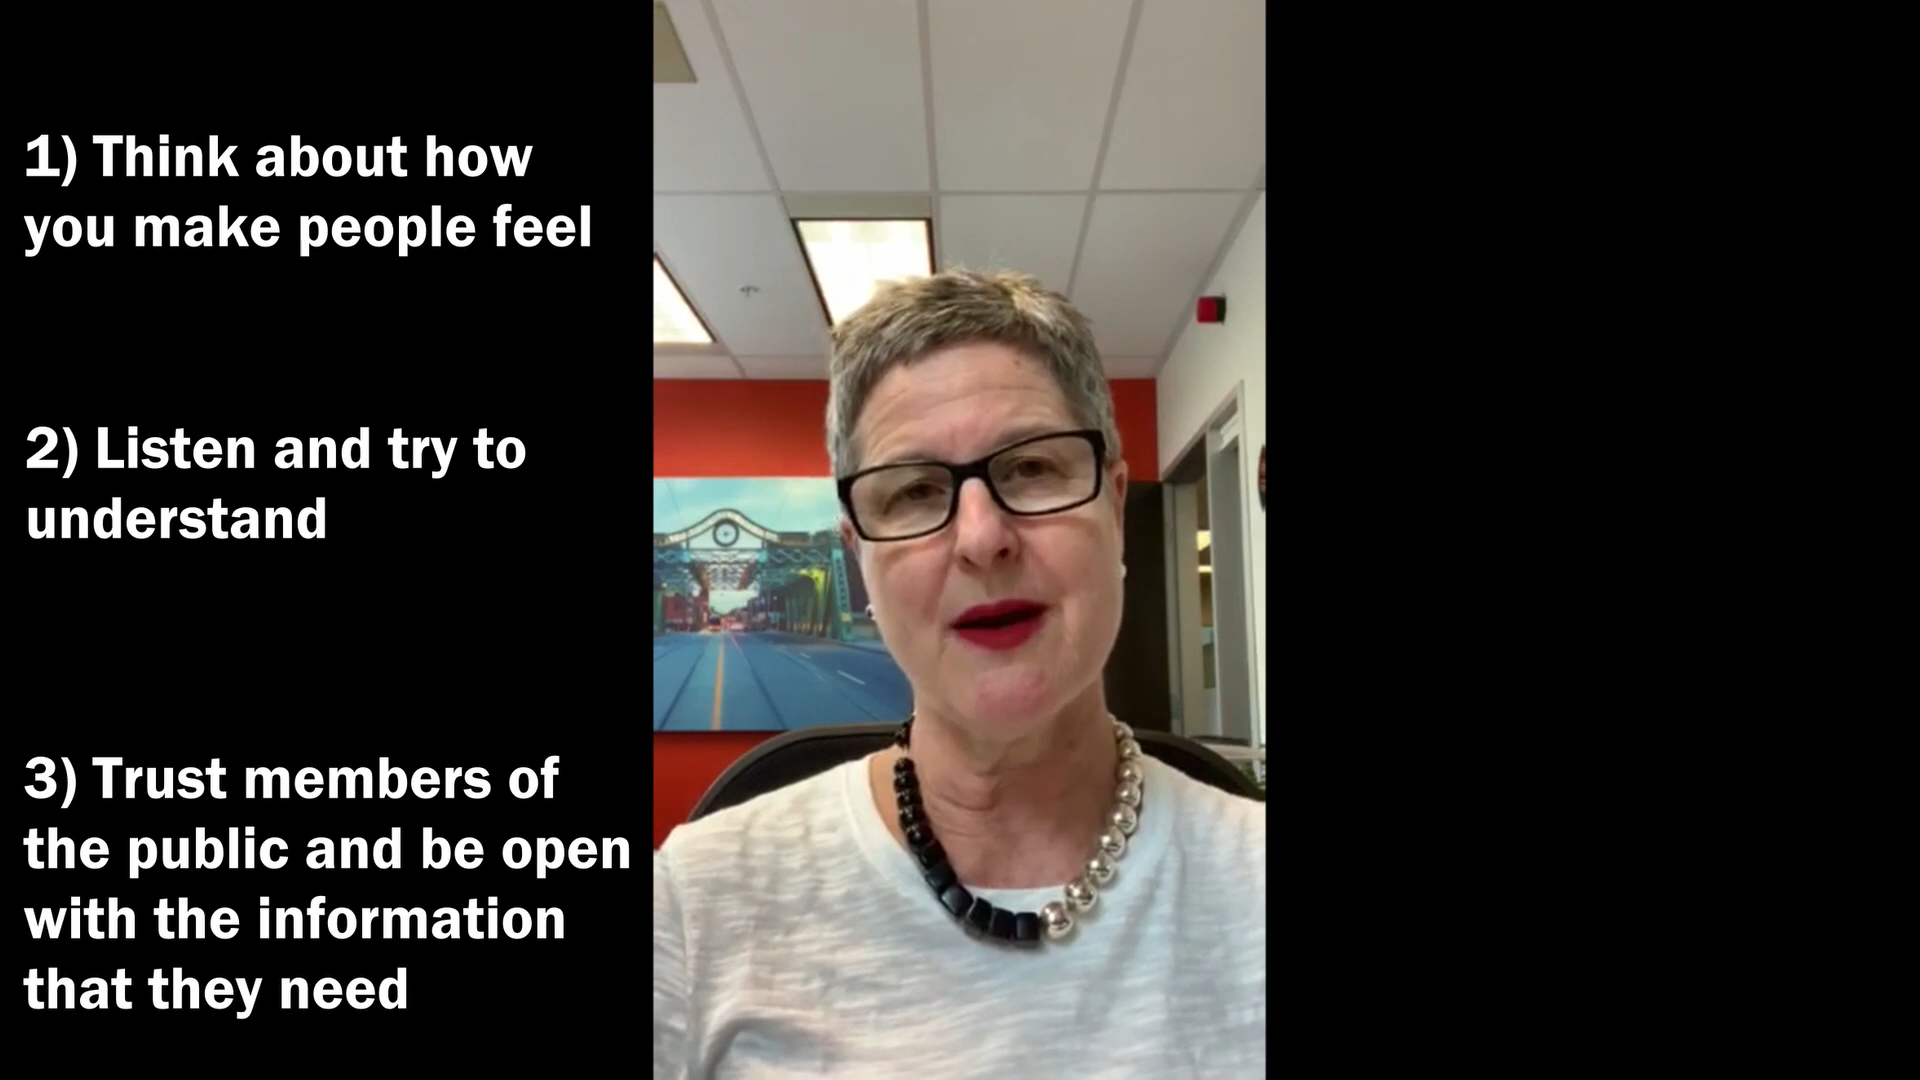 1) Think about how
you make people feel
2) Listen and try to
understand
3) Trust members of
the public and be open
with the information
that they need